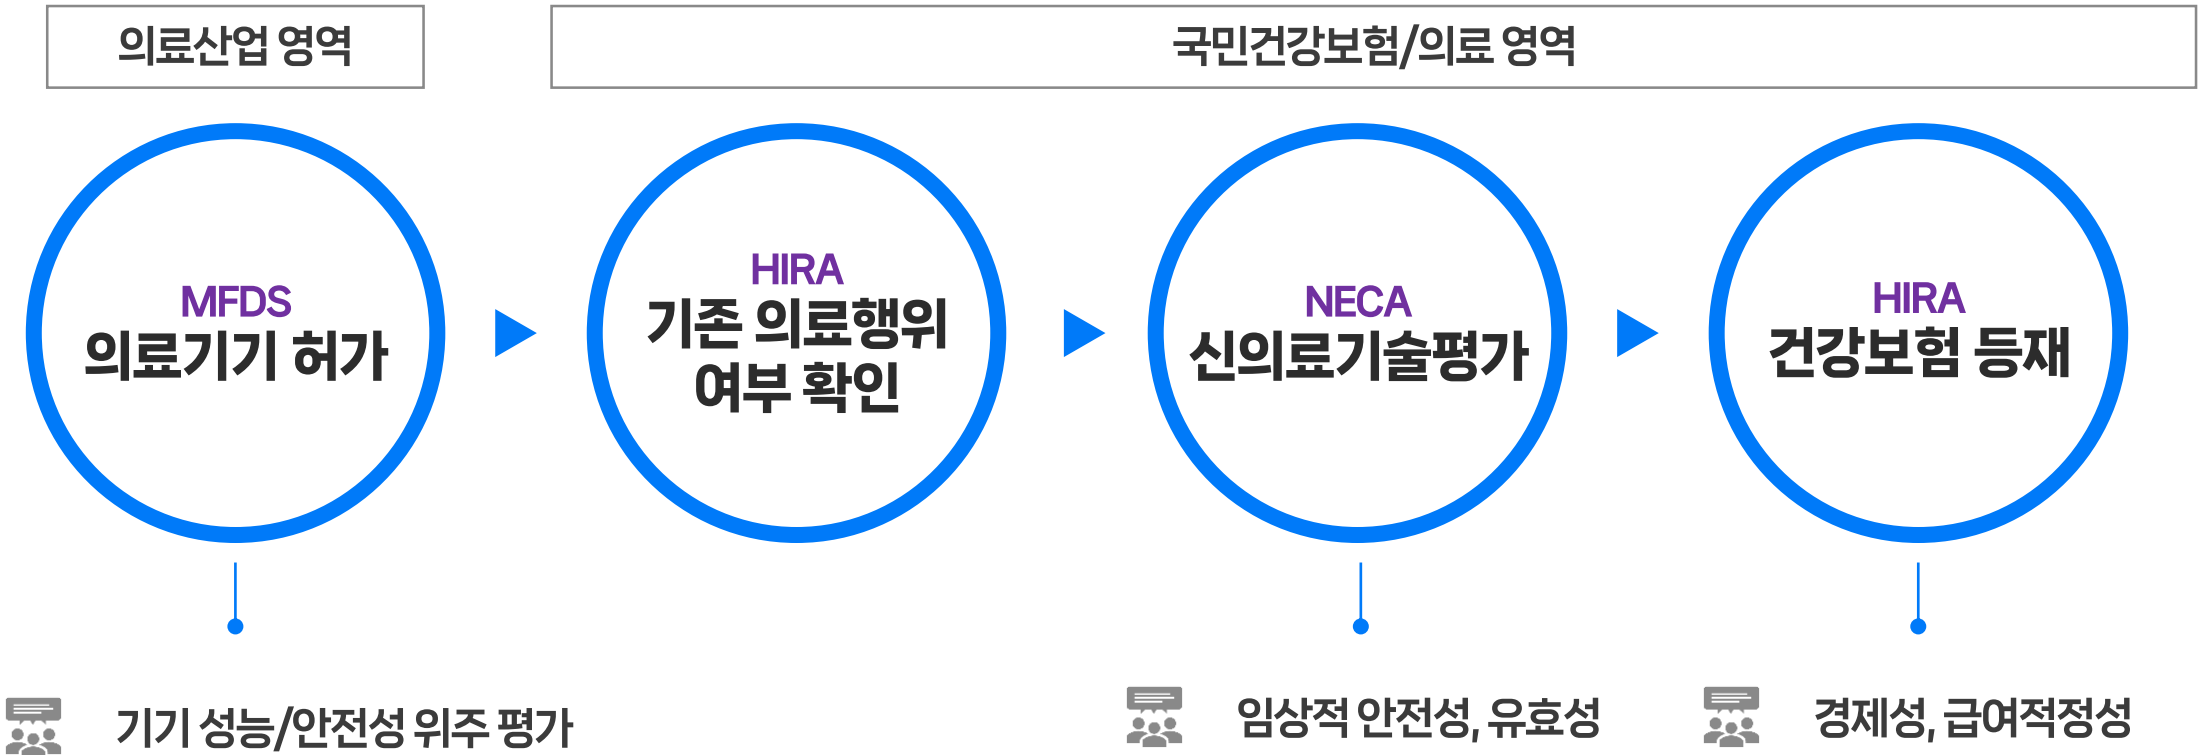 의료산업 영역
국민건강보험/의료 영역
MFDS
의료기기 허가
HIRA
기존 의료행위
여부 확인
NECA
신의료기술평가
HIRA
건강보험 등재
기기 성능/안전성 위주 평가
임상적 안전성, 유효성
경제성, 급여적정성